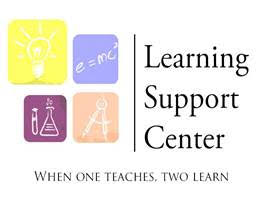 e=mc²
Learning
Support
Center
WHEN ONE TEACHES, TWO LEARN